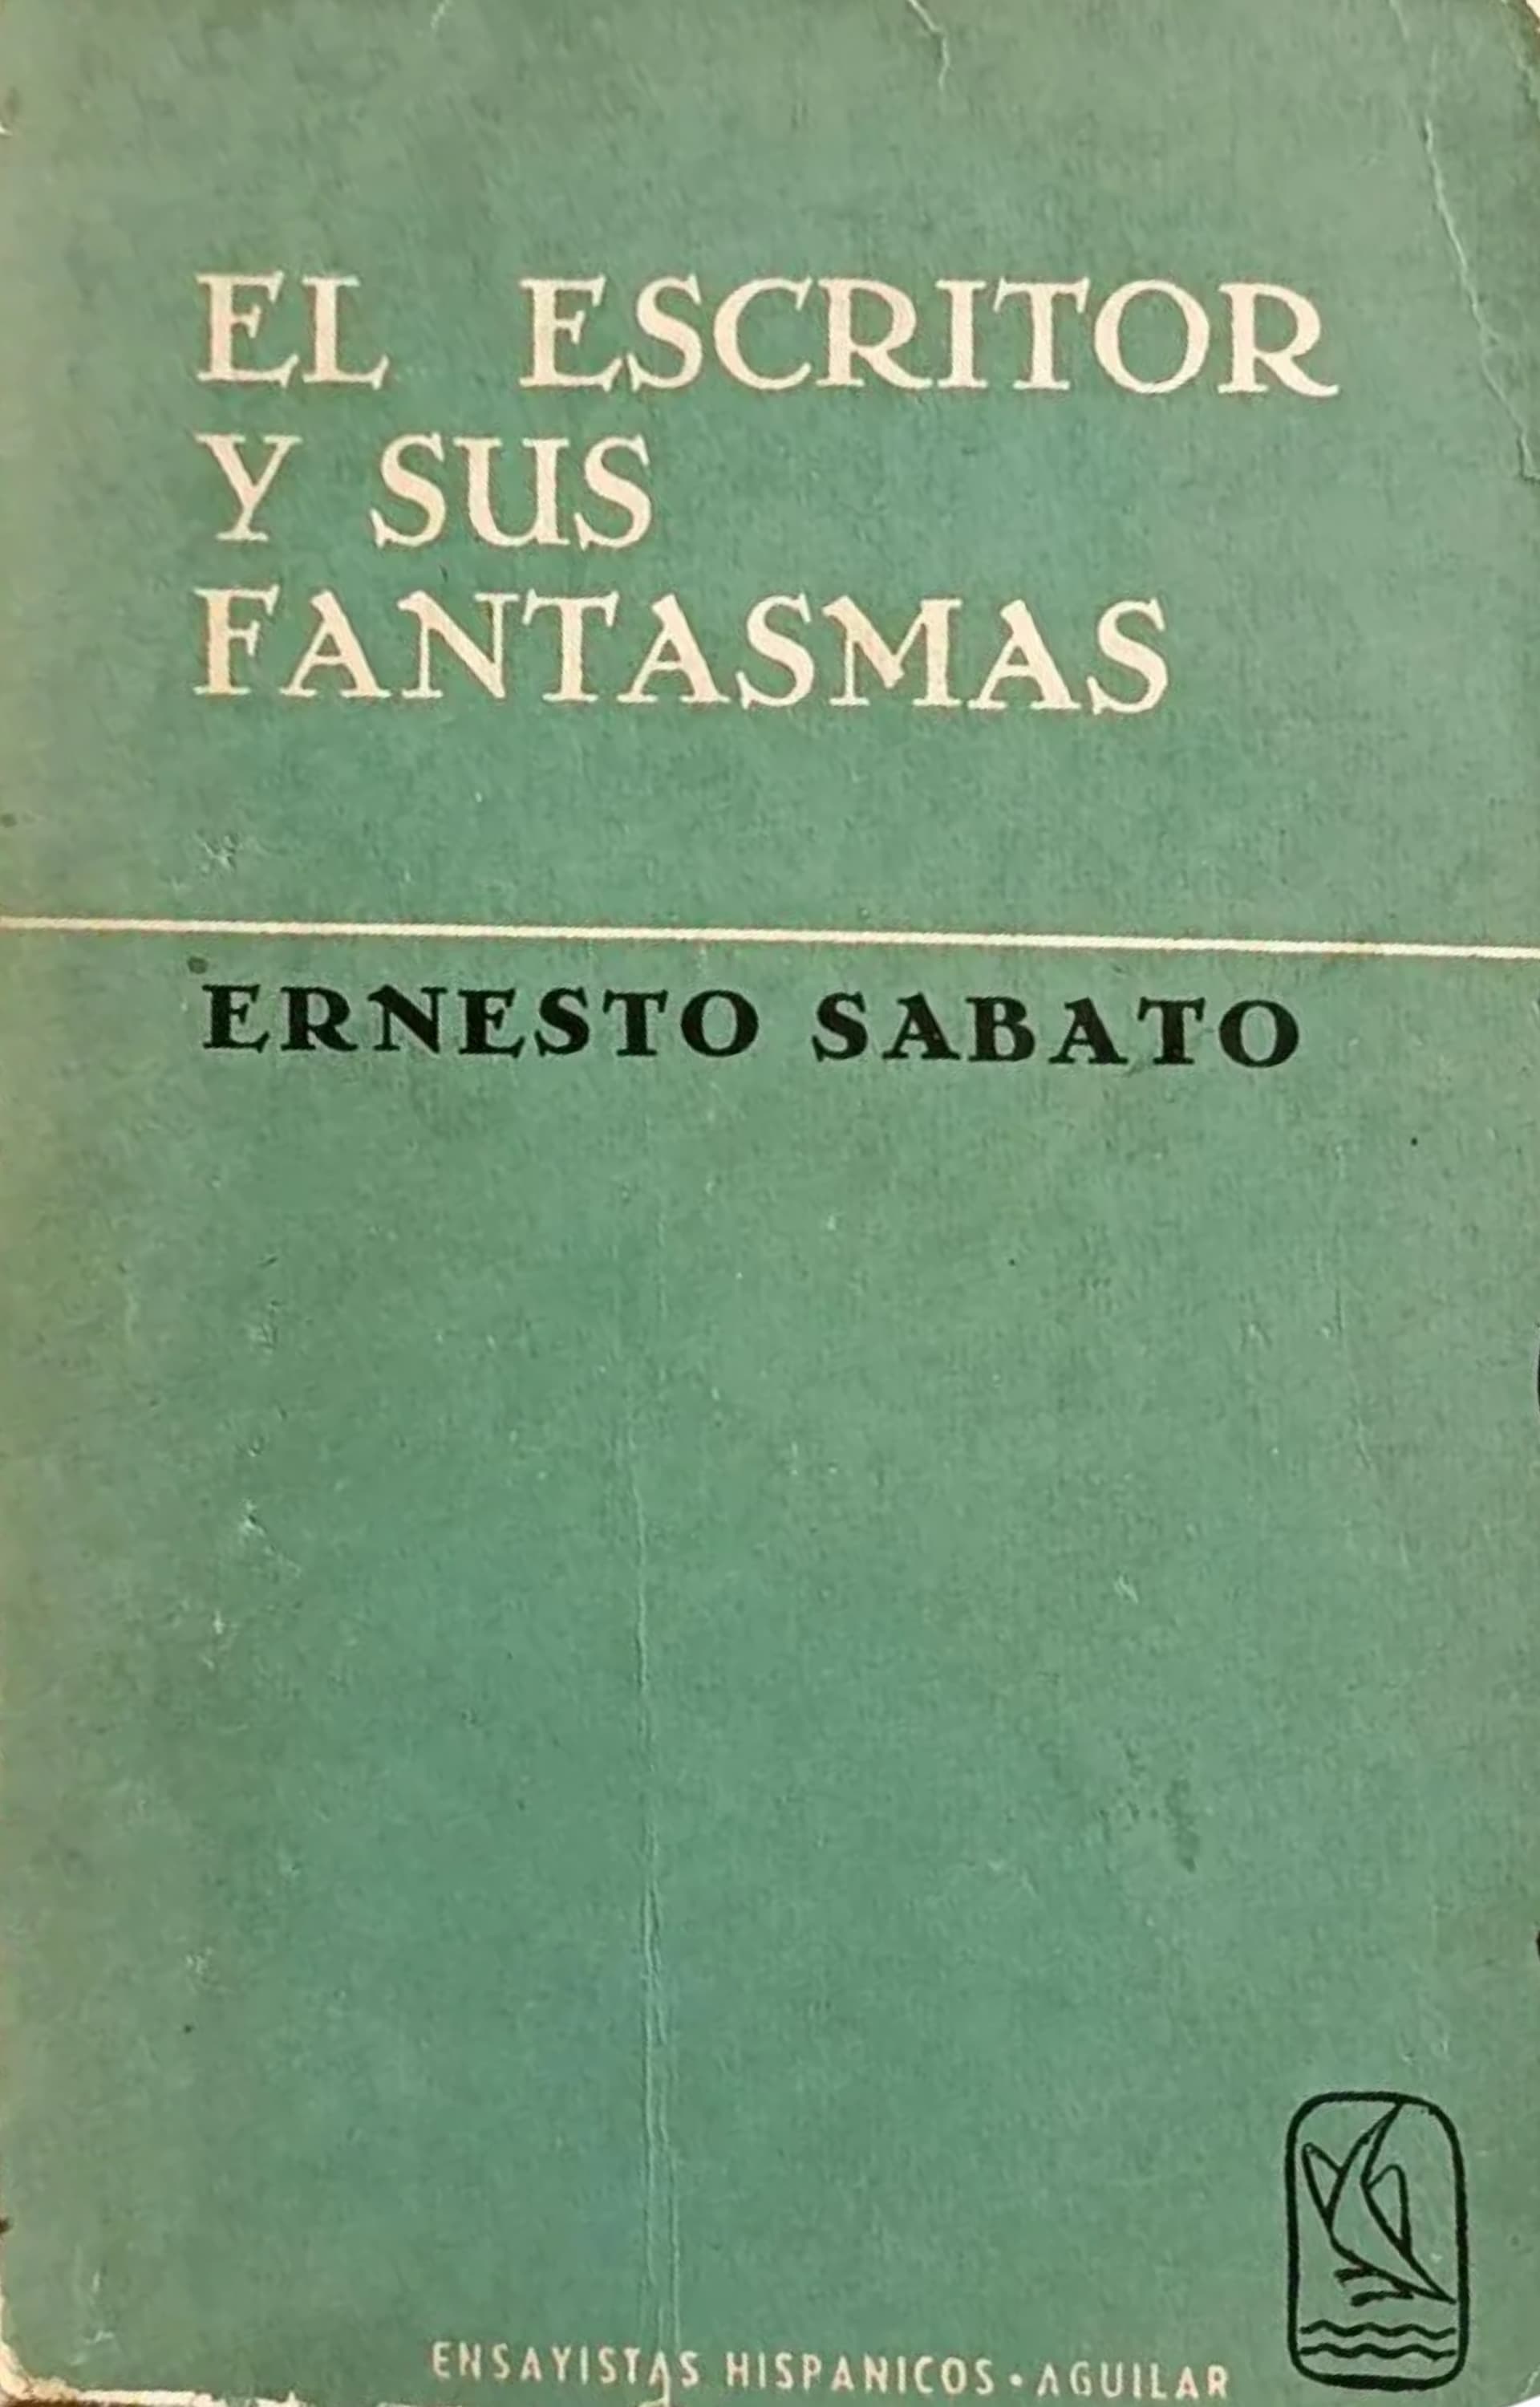 EL ESCRITOR
Y SUS
FANTASMAS
ERNESTO SABATO
ENSAYISTAS HISPANICOS • AGUILAR